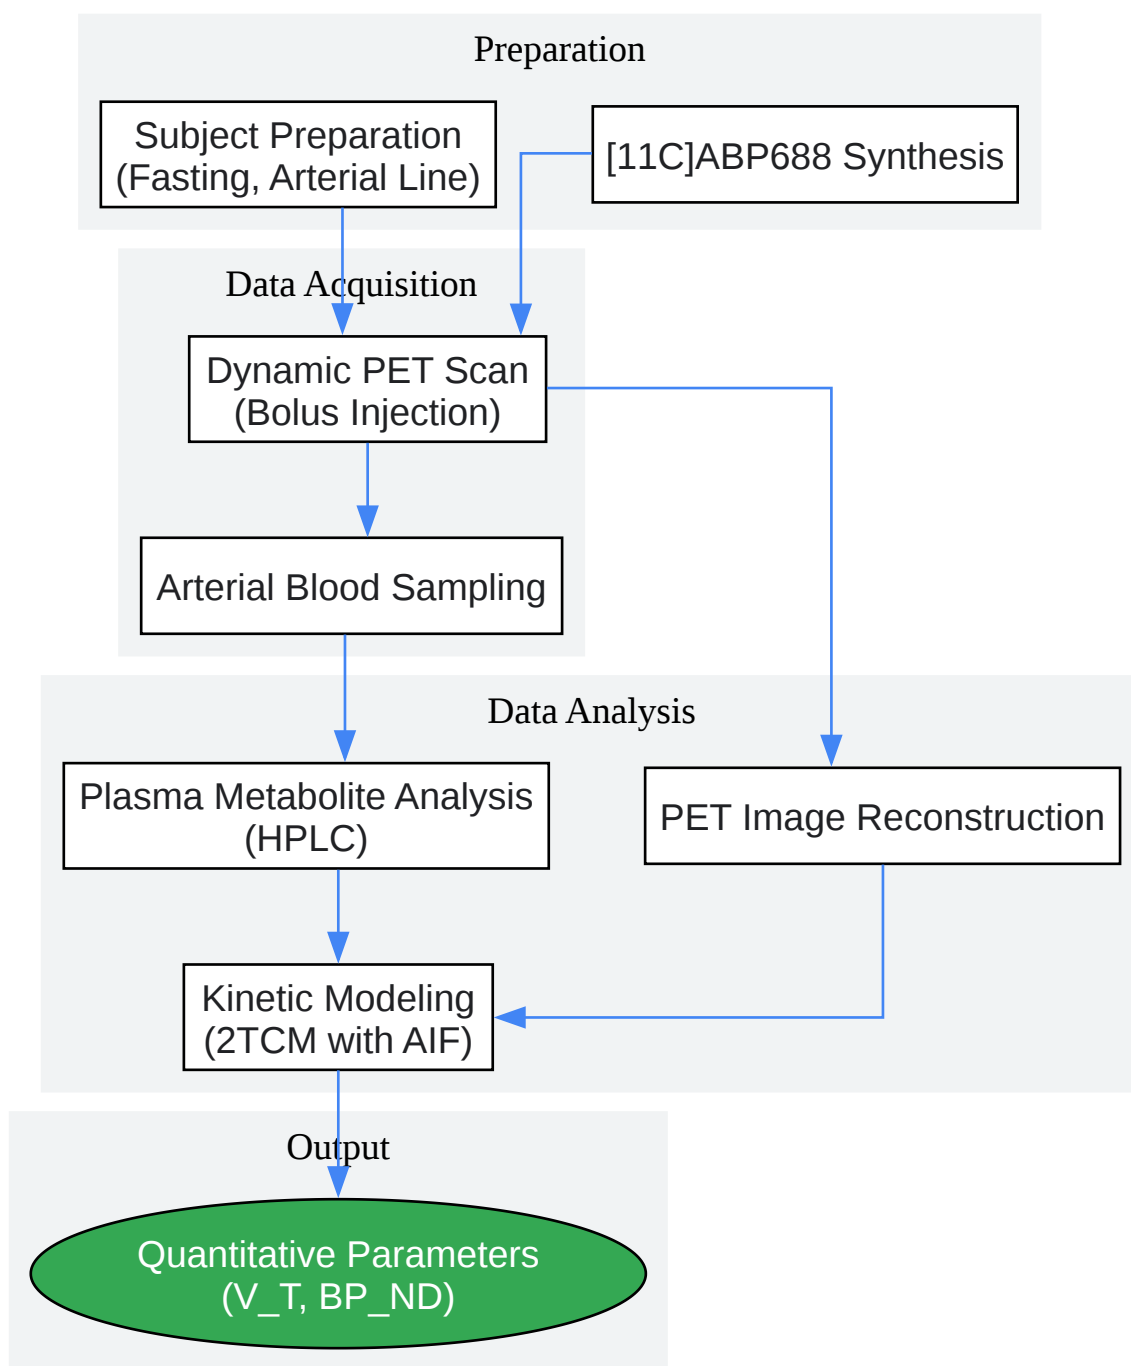 Preparation
Subject Preparation
(Fasting, Arterial Line)
[11C]ABP688 Synthesis
Data Acquisition
Dynamic PET Scan
(Bolus Injection)
Arterial Blood Sampling
Data Analysis
Plasma Metabolite Analysis
(HPLC)
PET Image Reconstruction
Kinetic Modeling
(2TCM with AIF)
Output
Quantitative Parameters
(V_T, BP_ND)